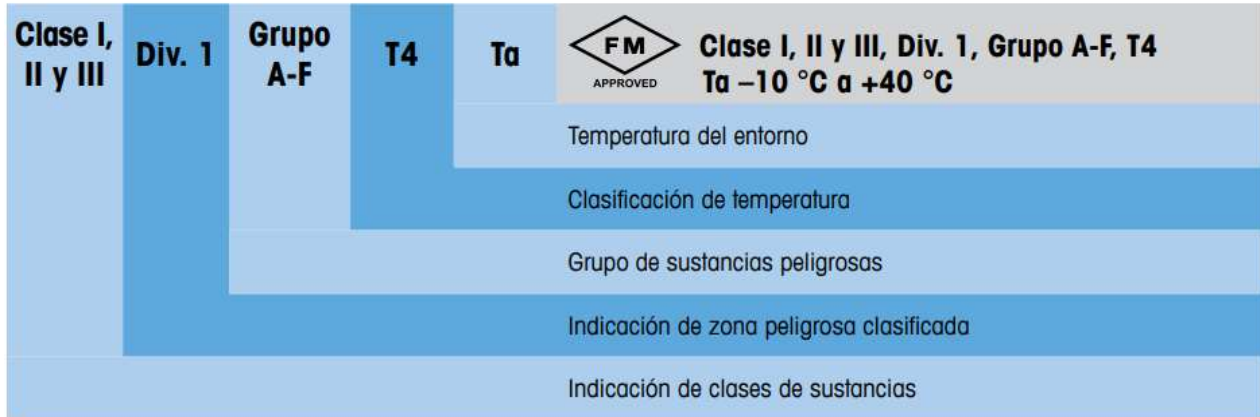 Clase I,
II y III
Div. 1
Grupo
A-F
T4
Ta
FM
APPROVED
Clase I, II y III, Div. 1, Grupo A-F, T4
Ta –10 °C a +40 °C
Temperatura del entorno
Clasificación de temperatura
Grupo de sustancias peligrosas
Indicación de zona peligrosa clasificada
Indicación de clases de sustancias